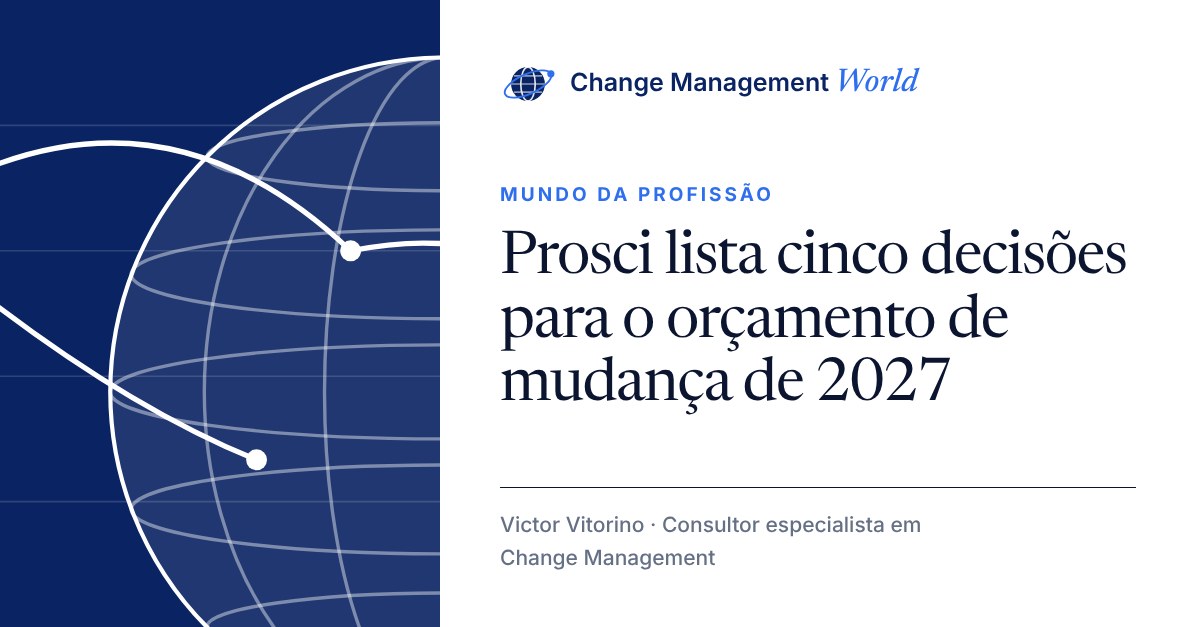 Change Management World
MUNDO DA PROFISSÃO
Prosci lista cinco decisões
para o orçamento de
mudança de 2027
Victor Vitorino · Consultor especialista em
Change Management